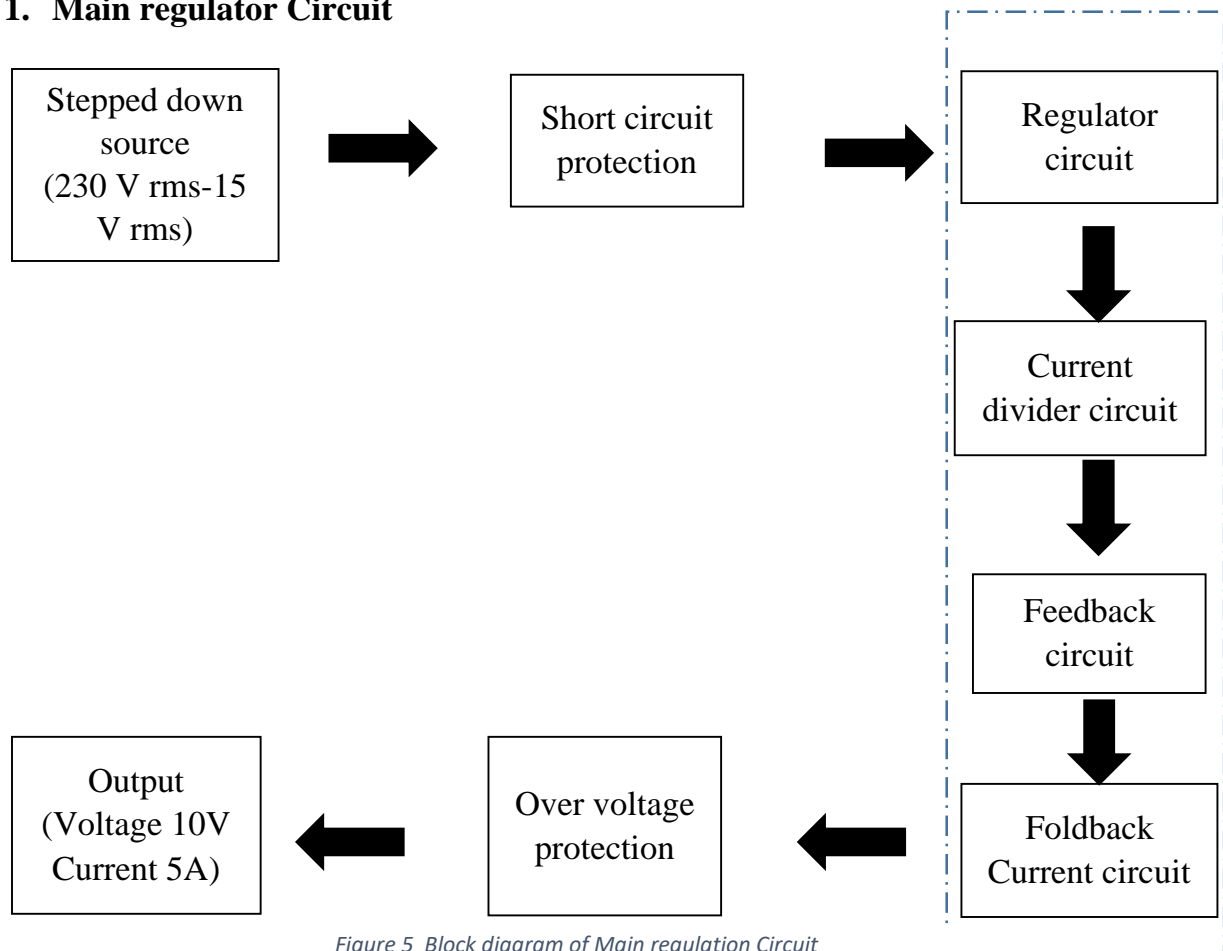 1. Main regulator Circuit
Stepped down
source
(230 V rms-15
V rms)
Short circuit
protection
Regulator
circuit
Current
divider circuit
Feedback
circuit
Foldback
Current circuit
Over voltage
protection
Output
(Voltage 10V
Current 5A)
Figure 5 Block diagram of Main regulation Circuit